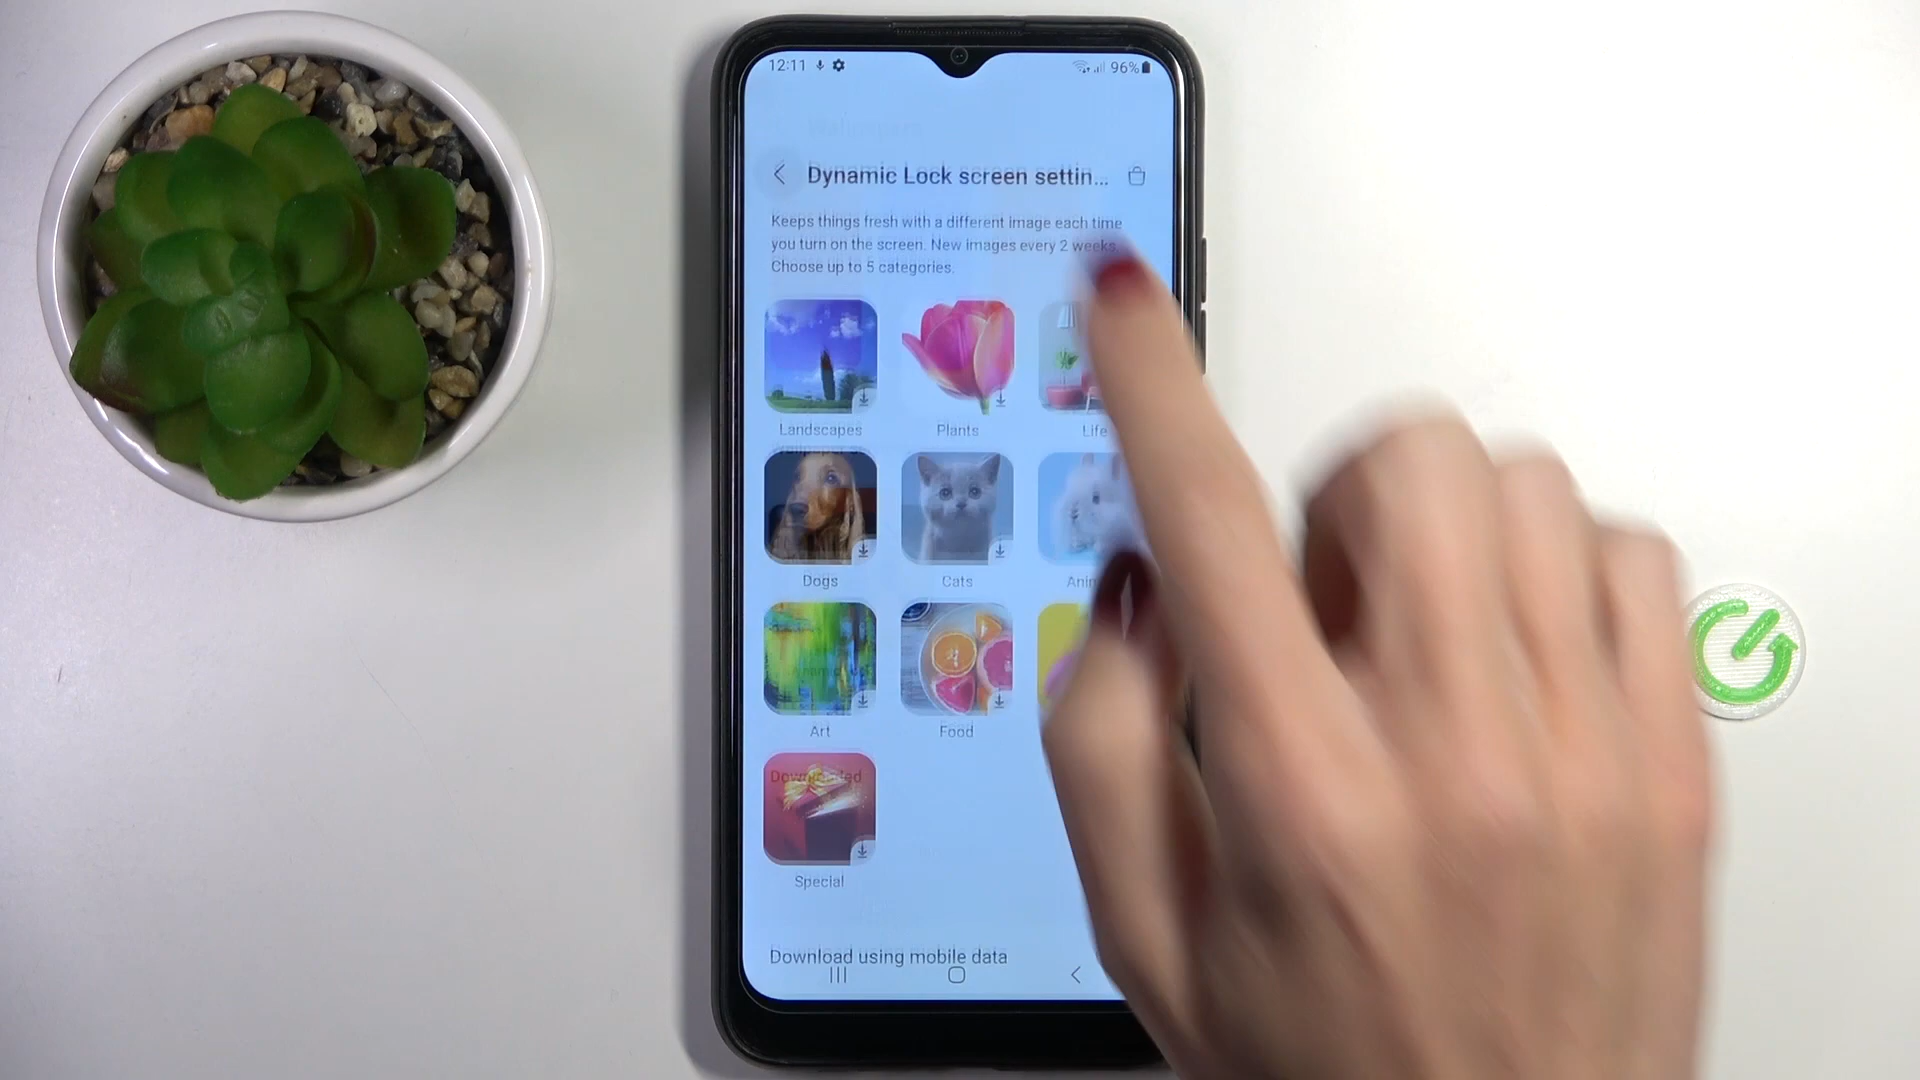 12:11 96%
Dynamic Lock screen settin...
Keeps things fresh with a different image each time
you turn on the screen. New images every 2 weeks.
Choose up to 5 categories.
Landscapes Plants Life
Dogs Cats Anim
Art Food
Downloaded
Special
Download using mobile data